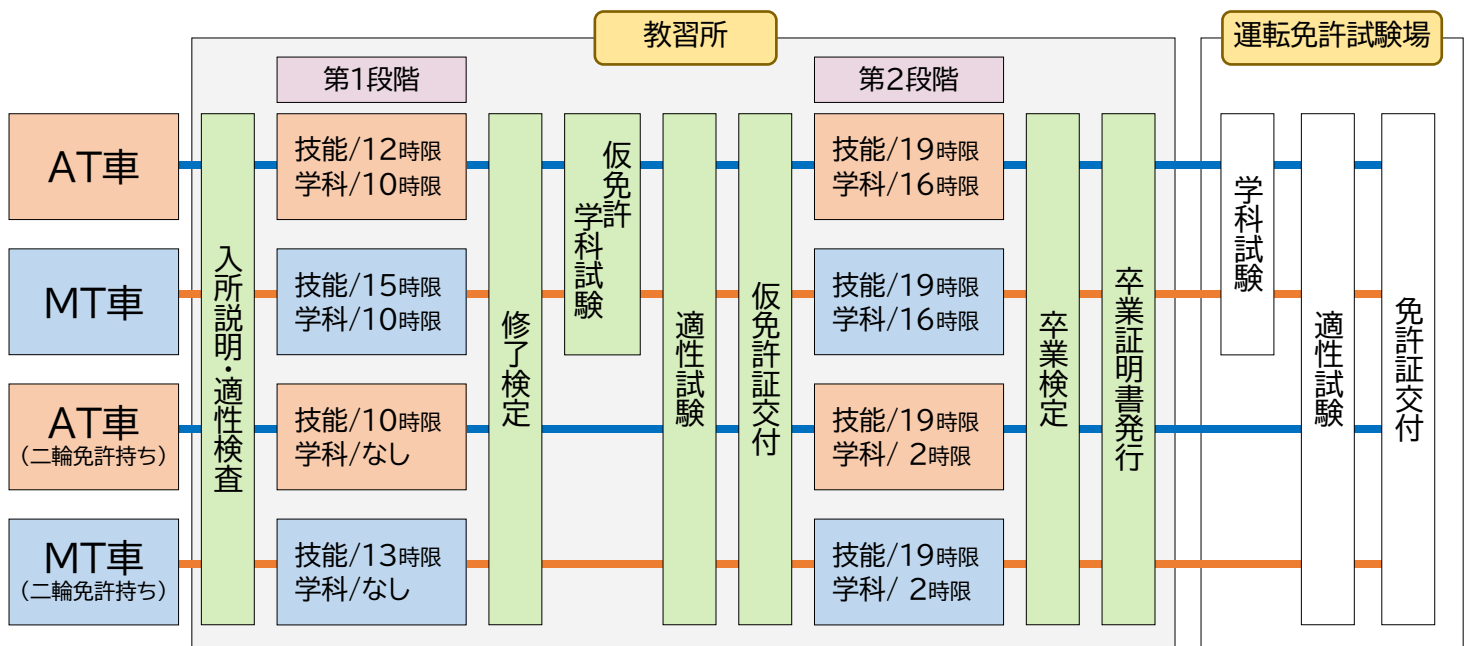 教習所
運転免許試験場
第1段階
第2段階
AT車
技能/12時限
学科/10時限
技能/19時限
学科/16時限
MT車
技能/15時限
学科/10時限
技能/19時限
学科/16時限
AT車
(二輪免許持ち)
技能/10時限
学科/なし
技能/19時限
学科/ 2時限
MT車
(二輪免許持ち)
技能/13時限
学科/なし
技能/19時限
学科/ 2時限
入所説明・適性検査
修了検定
仮免許
学科試験
適性試験
仮免許証交付
卒業検定
卒業証明書発行
学科試験
適性試験
免許証交付